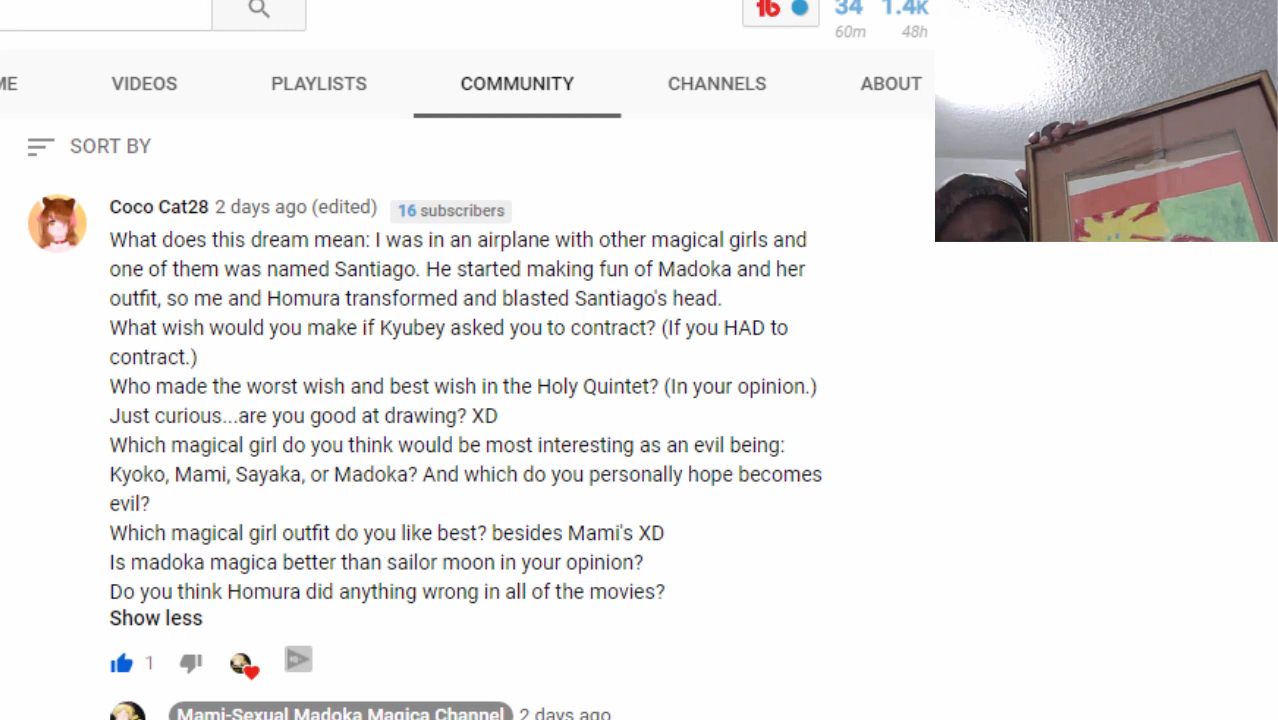 34 1.4K
60m 48h
ME VIDEOS PLAYLISTS COMMUNITY CHANNELS ABOUT
SORT BY
Coco Cat28 2 days ago (edited) 16 subscribers
What does this dream mean: I was in an airplane with other magical girls and
one of them was named Santiago. He started making fun of Madoka and her
outfit, so me and Homura transformed and blasted Santiago's head.
What wish would you make if Kyubey asked you to contract? (If you HAD to
contract.)
Who made the worst wish and best wish in the Holy Quintet? (In your opinion.)
Just curious...are you good at drawing? XD
Which magical girl do you think would be most interesting as an evil being:
Kyoko, Mami, Sayaka, or Madoka? And which do you personally hope becomes
evil?
Which magical girl outfit do you like best? besides Mami's XD
Is madoka magica better than sailor moon in your opinion?
Do you think Homura did anything wrong in all of the movies?
Show less
1
Mami-Sexual Madoka Magica Channel 2 days ago